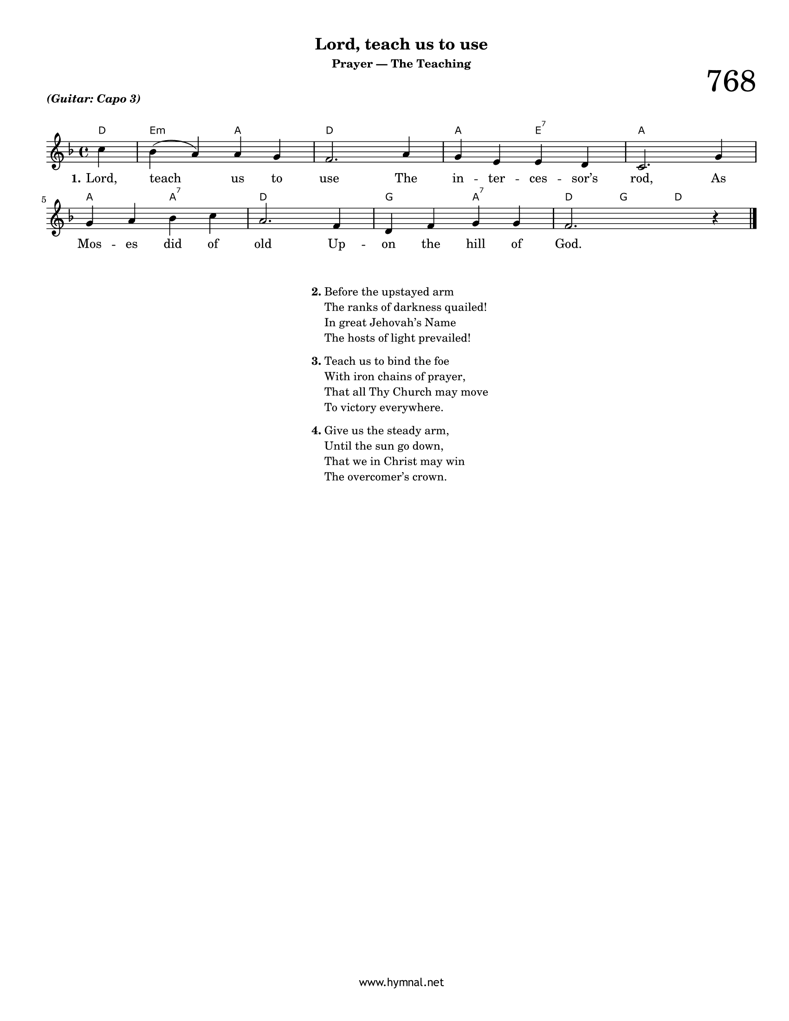 Lord, teach us to use
Prayer — The Teaching
768
(Guitar: Capo 3)
D Em A D A E7 A
1. Lord, teach us to use The in - ter - ces - sor's rod, As
5
A A7 D G A7 D G D
Mos - es did of old Up - on the hill of God.
2. Before the upstayed arm
The ranks of darkness quailed!
In great Jehovah's Name
The hosts of light prevailed!
3. Teach us to bind the foe
With iron chains of prayer,
That all Thy Church may move
To victory everywhere.
4. Give us the steady arm,
Until the sun go down,
That we in Christ may win
The overcomer's crown.
www.hymnal.net